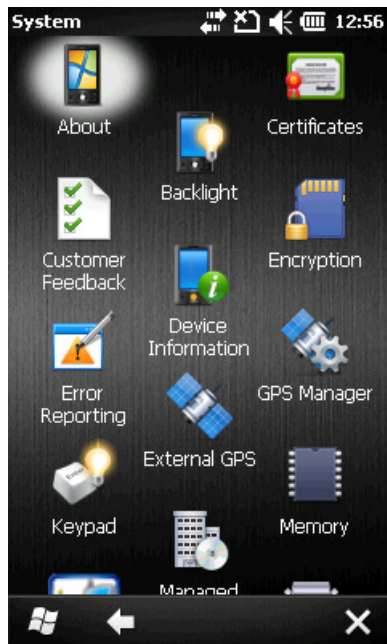 System 12:56
About
Certificates
Backlight
Customer
Feedback
Encryption
Device
Information
Error
Reporting
GPS Manager
External GPS
Keypad
Memory
Managed